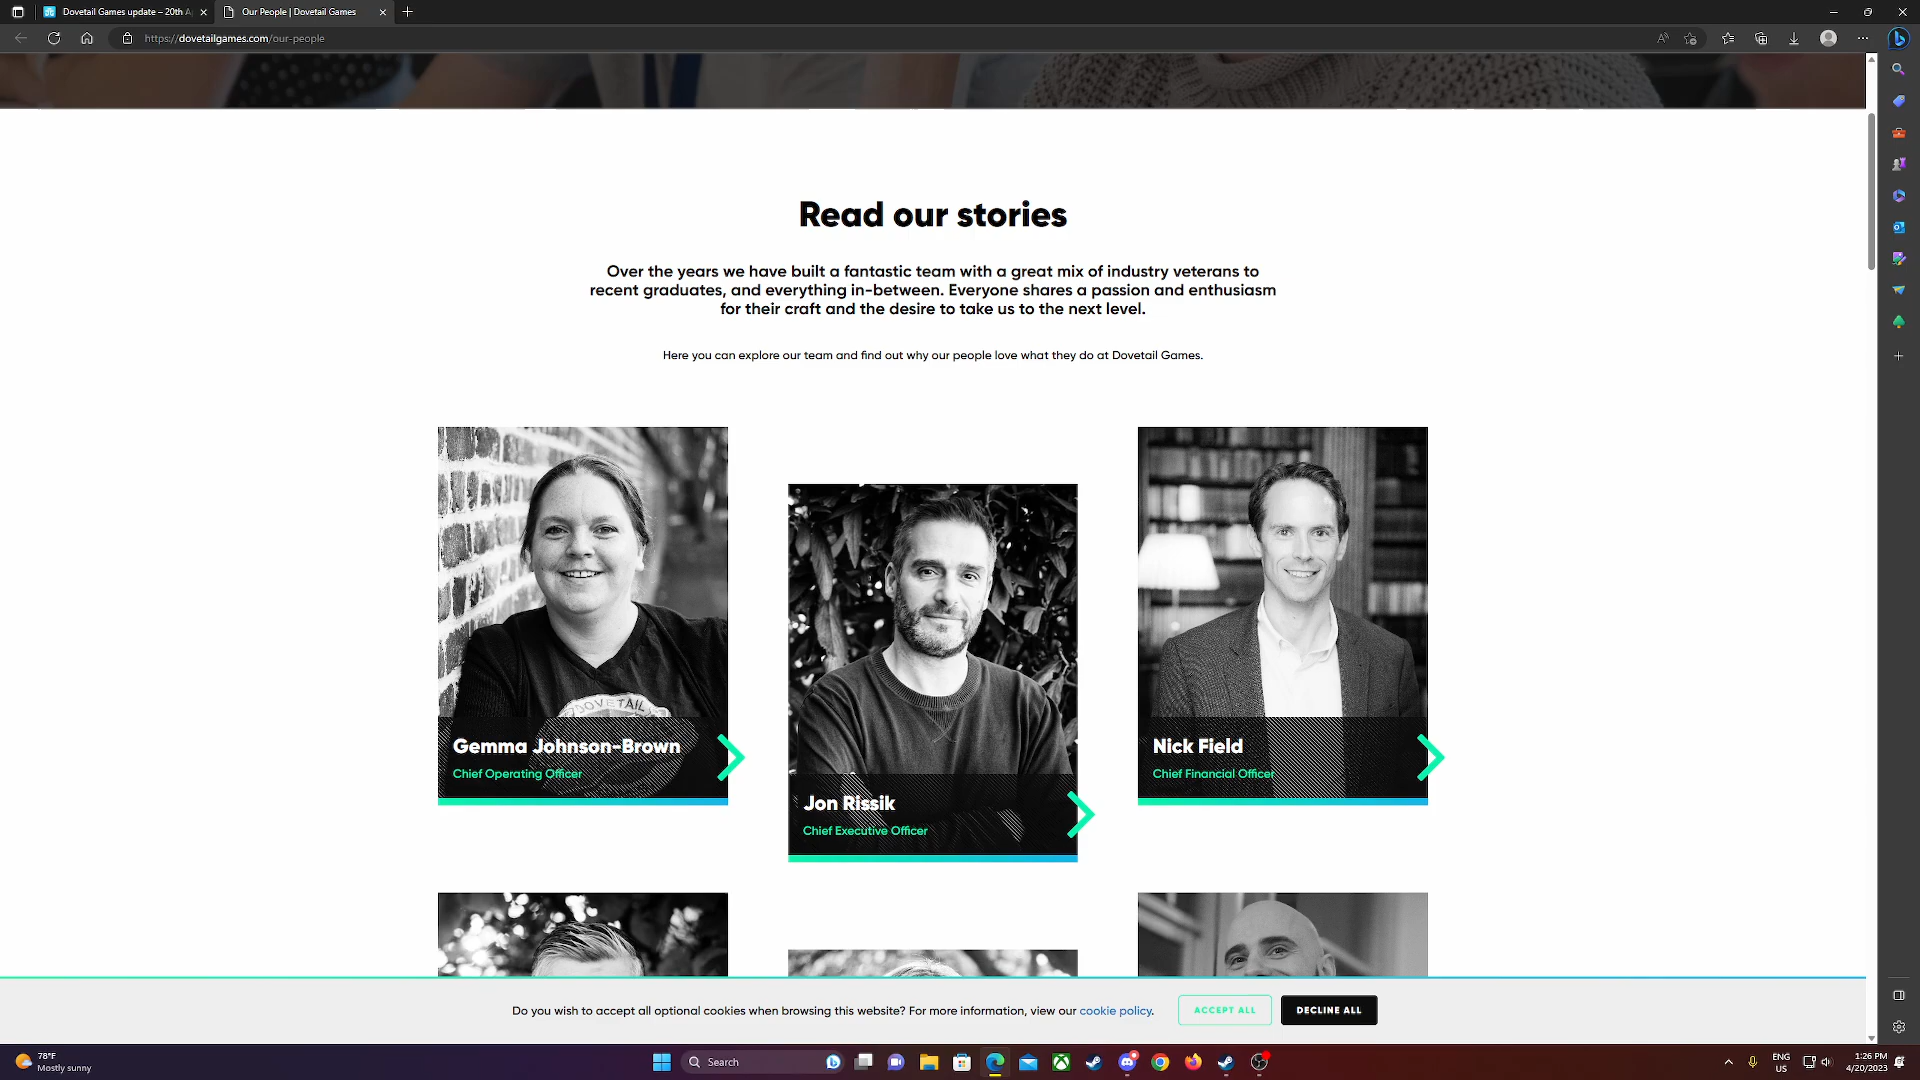 Dovetail Games update – 20th A
Our People | Dovetail Games
https://dovetailgames.com/our-people
Read our stories
Over the years we have built a fantastic team with a great mix of industry veterans to
recent graduates, and everything in-between. Everyone shares a passion and enthusiasm
for their craft and the desire to take us to the next level.
Here you can explore our team and find out why our people love what they do at Dovetail Games.
DOVETAIL
Gemma Johnson-Brown
Chief Operating Officer
Jon Rissik
Chief Executive Officer
Nick Field
Chief Financial Officer
Do you wish to accept all optional cookies when browsing this website? For more information, view our cookie policy.
ACCEPT ALL
DECLINE ALL
78°F
Mostly sunny
Search
ENG
US
1:26 PM
4/20/2023